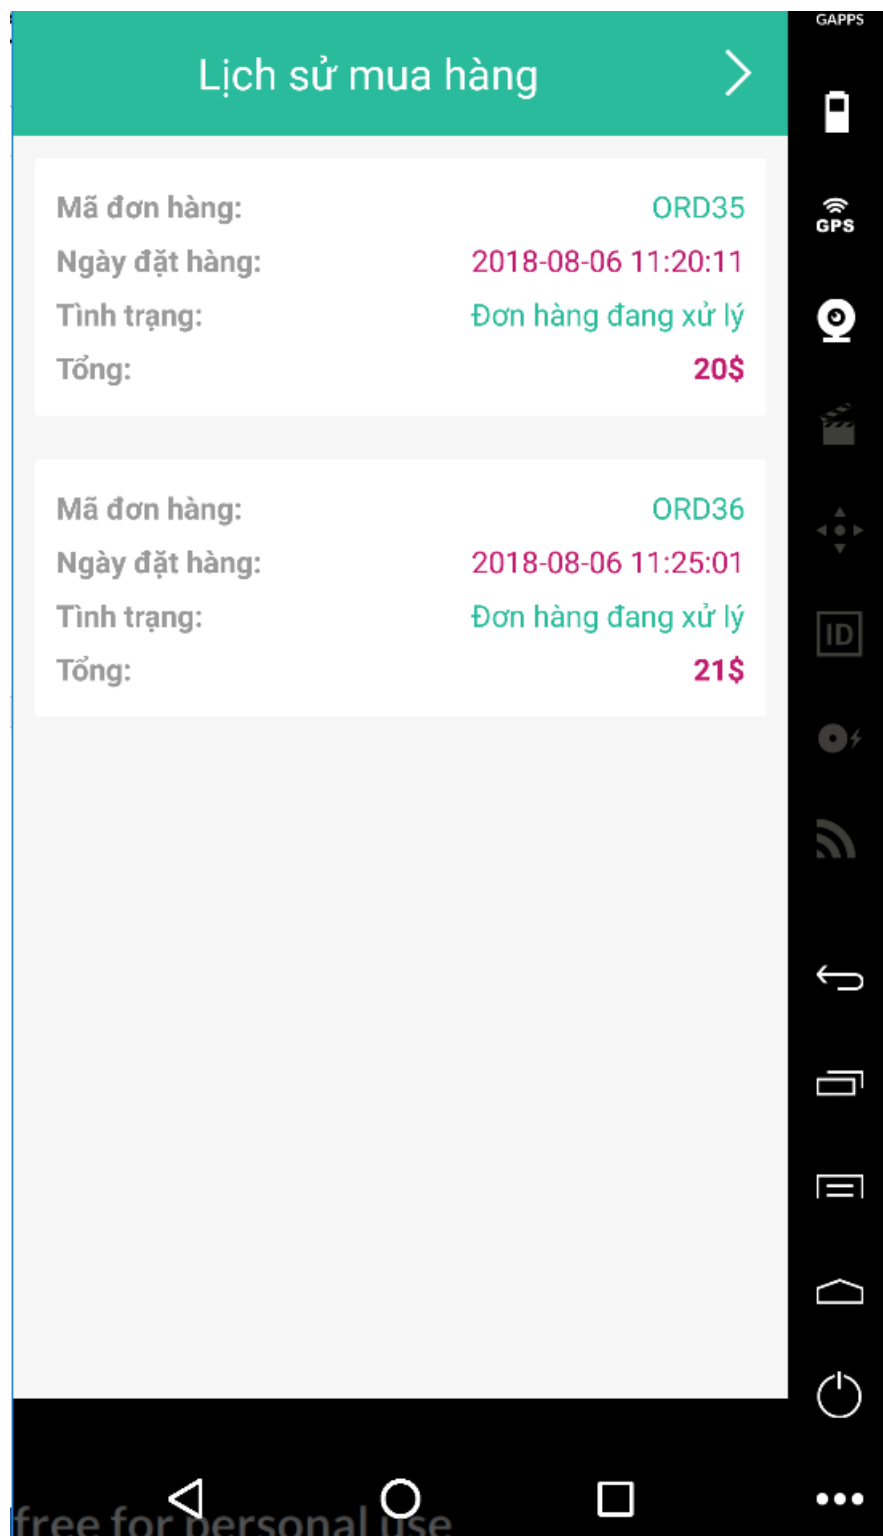 GAPPS
Lịch sử mua hàng
GPS
Mã đơn hàng: ORD35
Ngày đặt hàng: 2018-08-06 11:20:11
Tình trạng: Đơn hàng đang xử lý
Tổng: 20$
Mã đơn hàng: ORD36
Ngày đặt hàng: 2018-08-06 11:25:01
Tình trạng: Đơn hàng đang xử lý
Tổng: 21$
ID
free for personal use